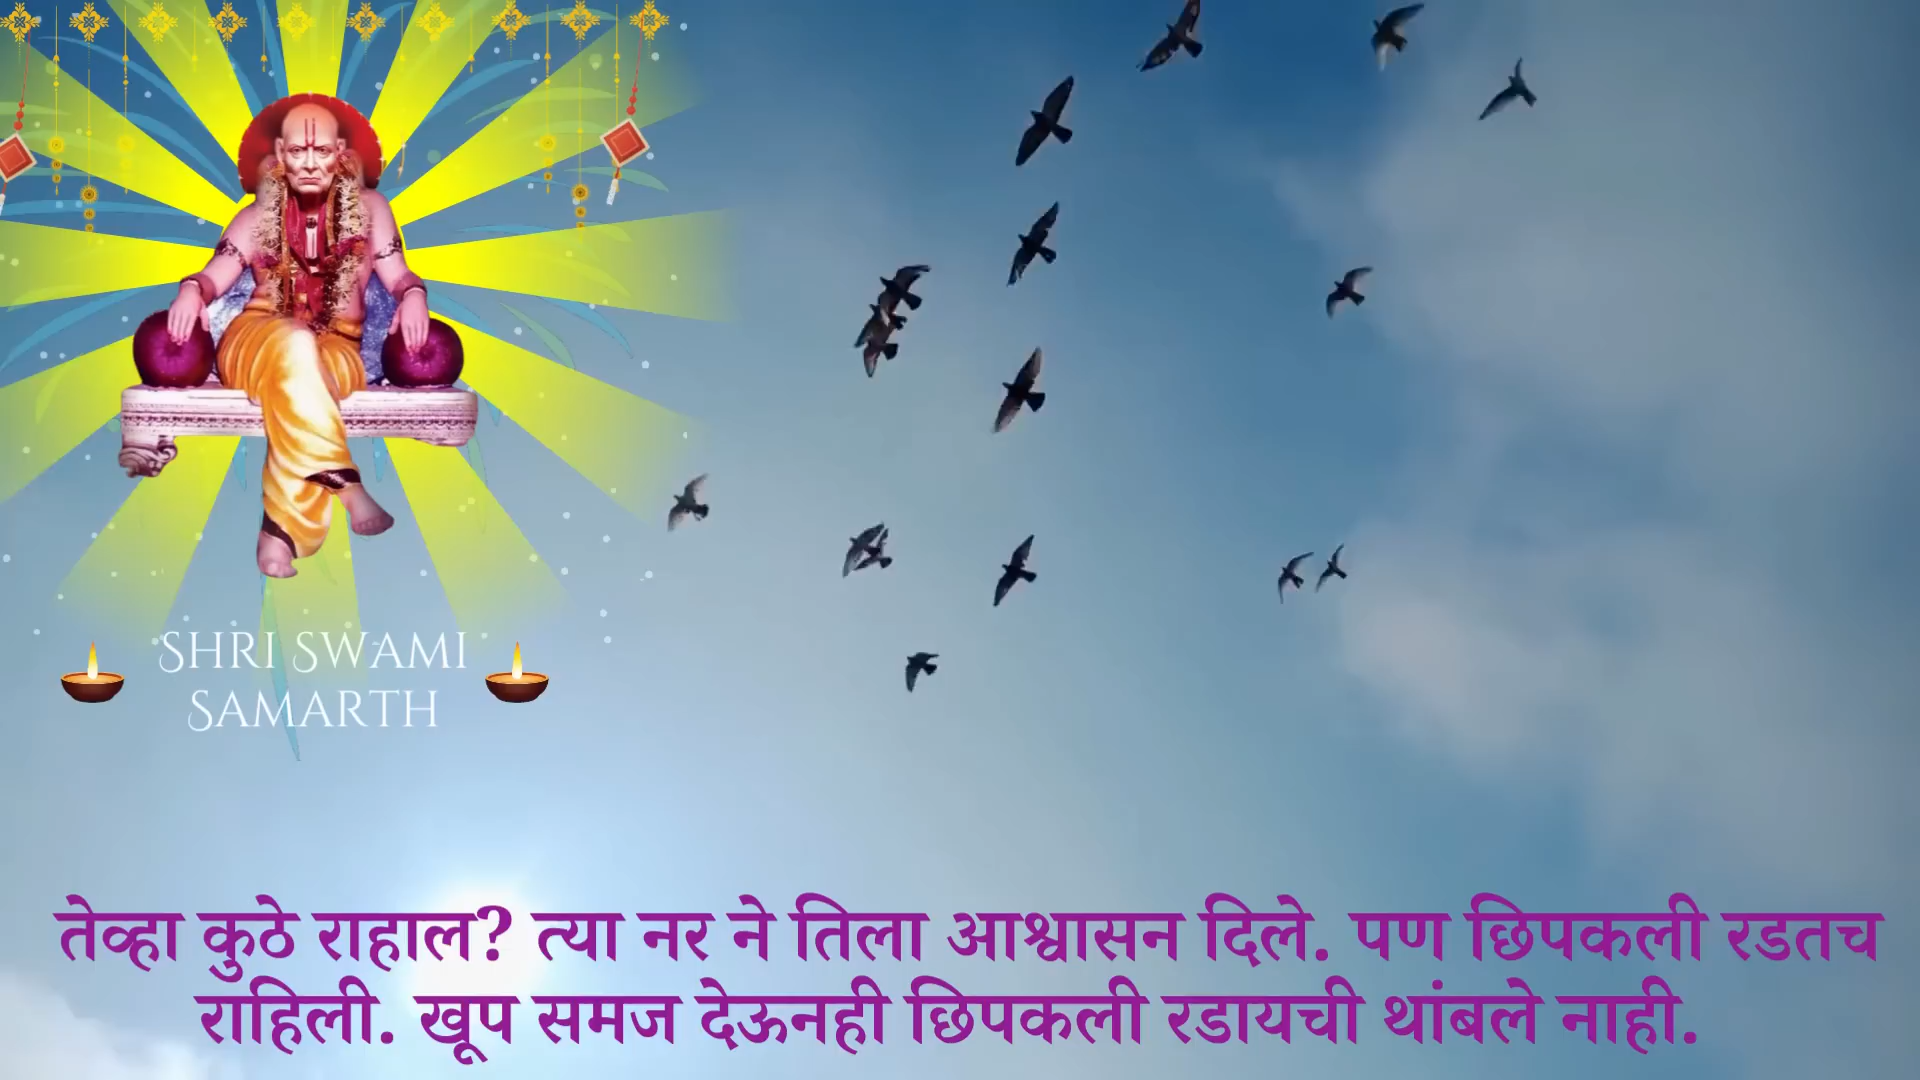 SHRI SWAMI
SAMARTH
तेव्हा कुठे राहाल? त्या नर ने तिला आश्वासन दिले. पण छिपकली रडतच
राहिली. खूप समज देऊनही छिपकली रडायची थांबले नाही.